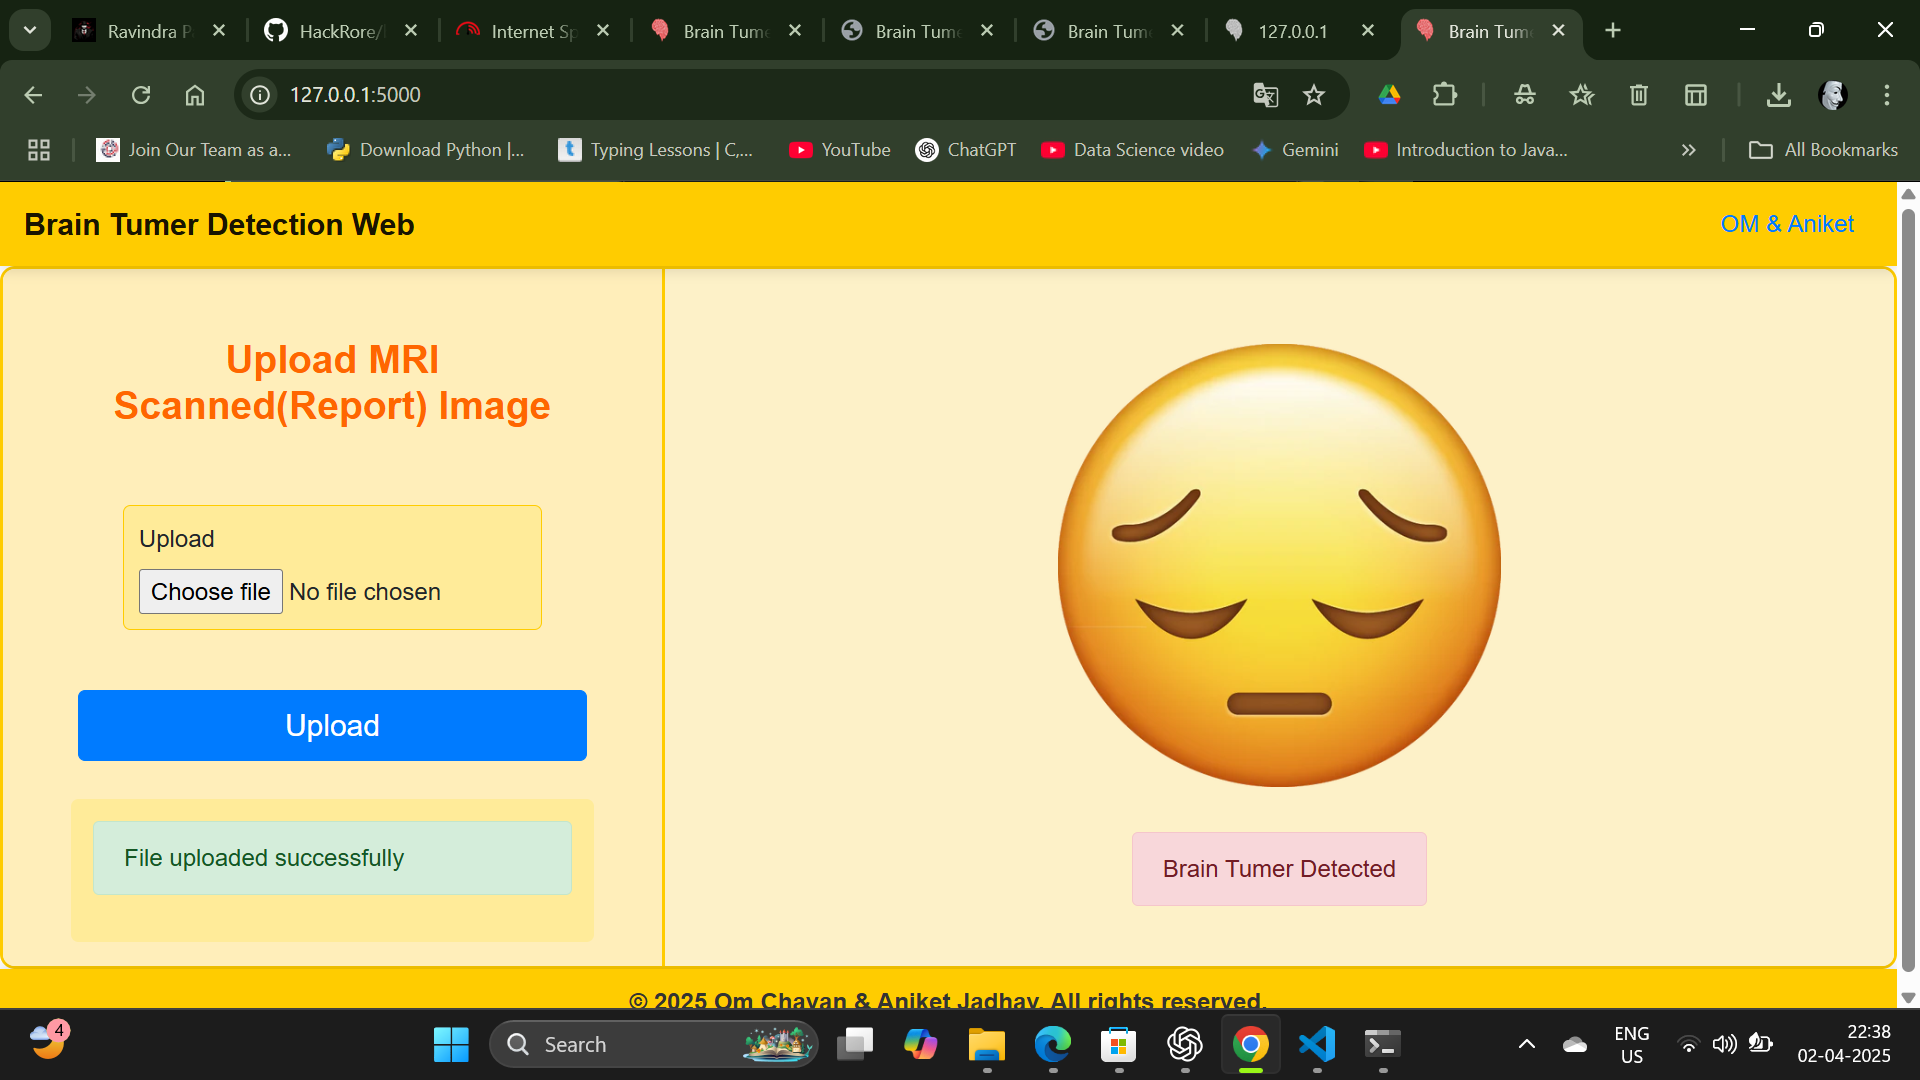 Ravindra P
HackRore/
Internet Sp
Brain Tume
Brain Tume
Brain Tum
127.0.0.1
Brain Tum
127.0.0.1:5000
Join Our Team as a...
Download Python |...
Typing Lessons | C,...
YouTube
ChatGPT
Data Science video
Gemini
Introduction to Java...
All Bookmarks
Brain Tumer Detection Web
OM & Aniket
Upload MRI
Scanned(Report) Image
Upload
Choose file No file chosen
Upload
File uploaded successfully
Brain Tumer Detected
© 2025 Om Chavan & Aniket Jadhav. All rights reserved.
4
Search
ENG
US
22:38
02-04-2025